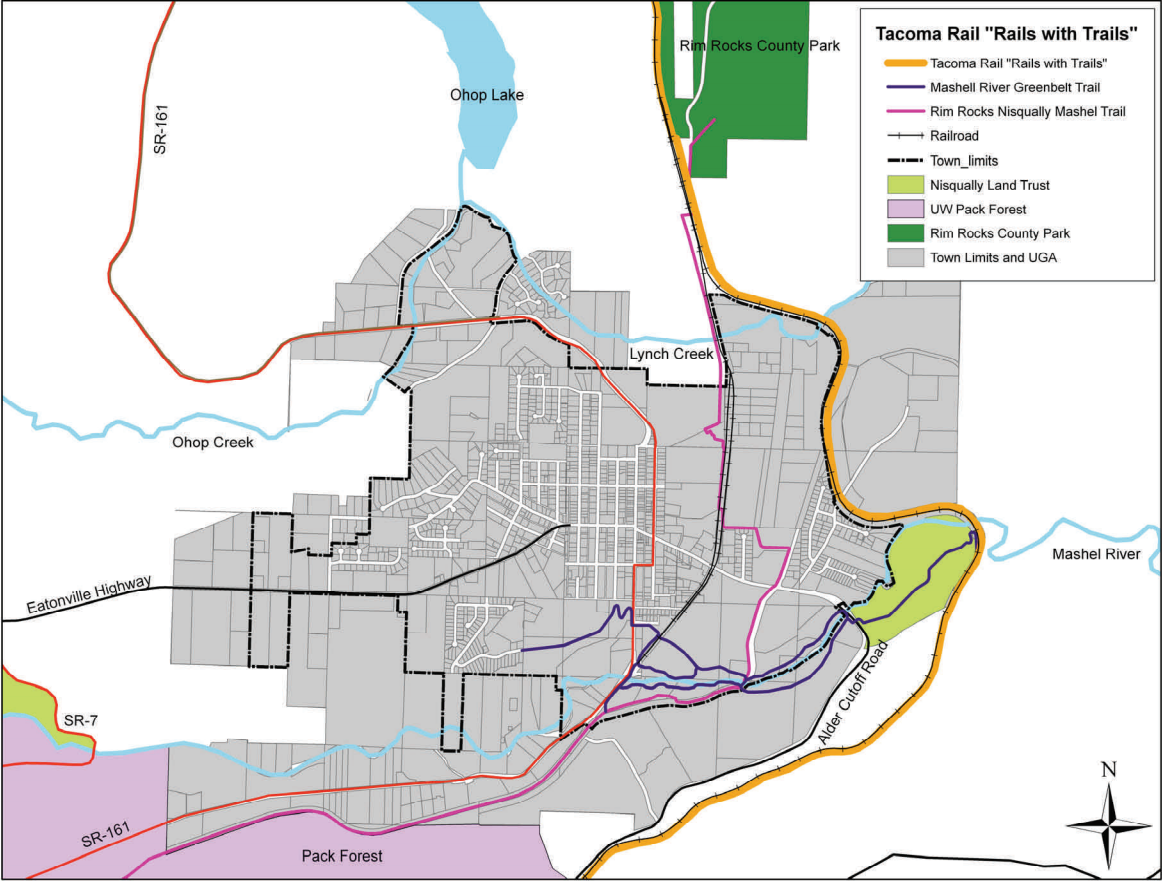 Tacoma Rail "Rails with Trails"
Tacoma Rail "Rails with Trails"
Mashell River Greenbelt Trail
Rim Rocks Nisqually Mashel Trail
Railroad
Town_limits
Nisqually Land Trust
UW Pack Forest
Rim Rocks County Park
Town Limits and UGA
Rim Rocks County Park
Ohop Lake
SR-161
Lynch Creek
Ohop Creek
Mashel River
Eatonville Highway
Alder Cutoff Road
SR-7
SR-161
Pack Forest
N